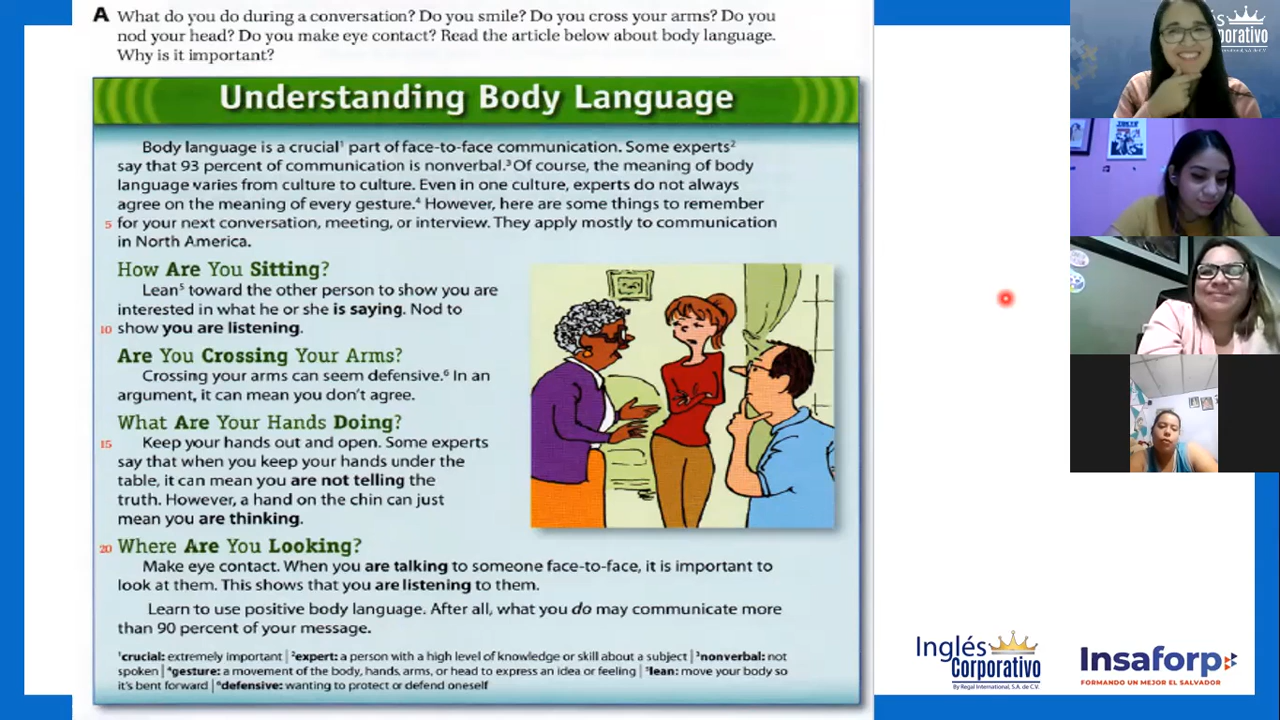 A What do you do during a conversation? Do you smile? Do you cross your arms? Do you
nod your head? Do you make eye contact? Read the article below about body language.
Why is it important?
Understanding Body Language
Body language is a crucial¹ part of face-to-face communication. Some experts²
say that 93 percent of communication is nonverbal.³ Of course, the meaning of body
language varies from culture to culture. Even in one culture, experts do not always
agree on the meaning of every gesture.⁴ However, here are some things to remember
5 for your next conversation, meeting, or interview. They apply mostly to communication
in North America.
How Are You Sitting?
Lean⁵ toward the other person to show you are
interested in what he or she is saying. Nod to
10 show you are listening.
Are You Crossing Your Arms?
Crossing your arms can seem defensive.⁶ In an
argument, it can mean you don't agree.
What Are Your Hands Doing?
15 Keep your hands out and open. Some experts
say that when you keep your hands under the
table, it can mean you are not telling the
truth. However, a hand on the chin can just
mean you are thinking.
20 Where Are You Looking?
Make eye contact. When you are talking to someone face-to-face, it is important to
look at them. This shows that you are listening to them.
Learn to use positive body language. After all, what you do may communicate more
than 90 percent of your message.
¹crucial: extremely important | ²expert: a person with a high level of knowledge or skill about a subject | ³nonverbal: not
spoken | ⁴gesture: a movement of the body, hands, arms, or head to express an idea or feeling | ⁵lean: move your body so
it's bent forward | ⁶defensive: wanting to protect or defend oneself
Inglés
Corporativo
By Regal International, S.A. de C.V.
Insaforp
FORMANDO UN MEJOR EL SALVADOR